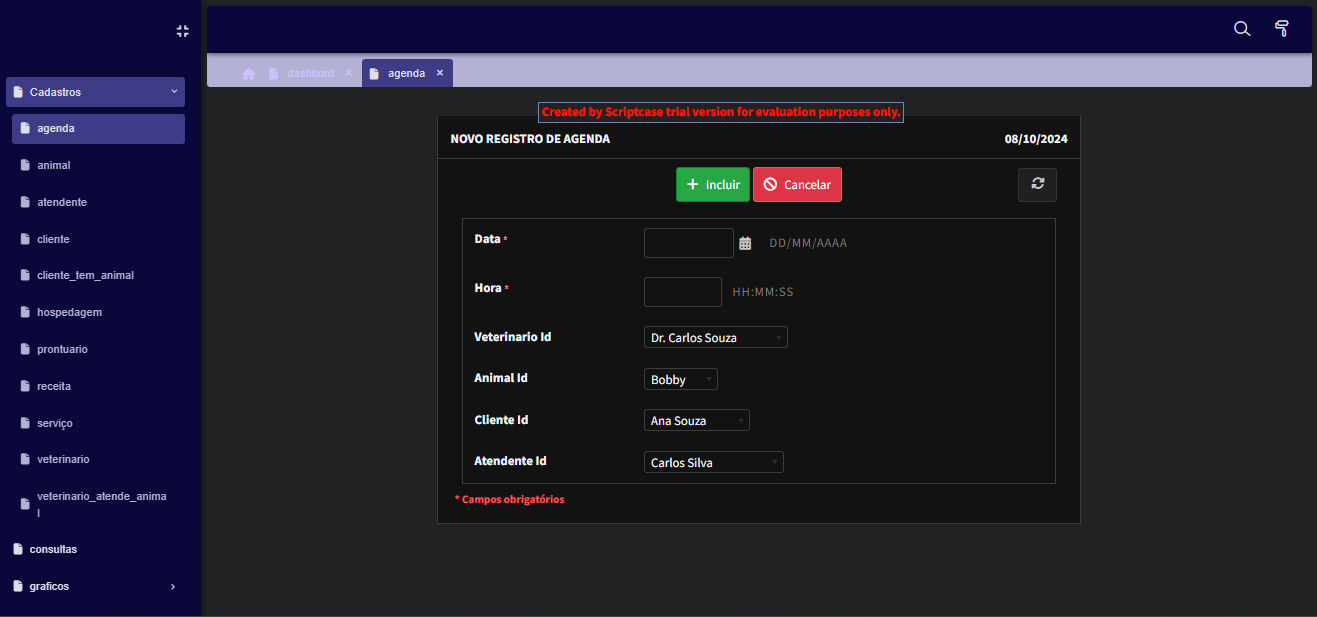 dashbord
agenda
Cadastros
agenda
animal
atendente
cliente
cliente_tem_animal
hospedagem
prontuario
receita
serviço
veterinario
veterinario_atende_anima
l
consultas
graficos
Created by Scriptcase trial version for evaluation purposes only.
NOVO REGISTRO DE AGENDA 08/10/2024
Incluir Cancelar
Data * DD/MM/AAAA
Hora * HH:MM:SS
Veterinario Id Dr. Carlos Souza
Animal Id Bobby
Cliente Id Ana Souza
Atendente Id Carlos Silva
* Campos obrigatórios